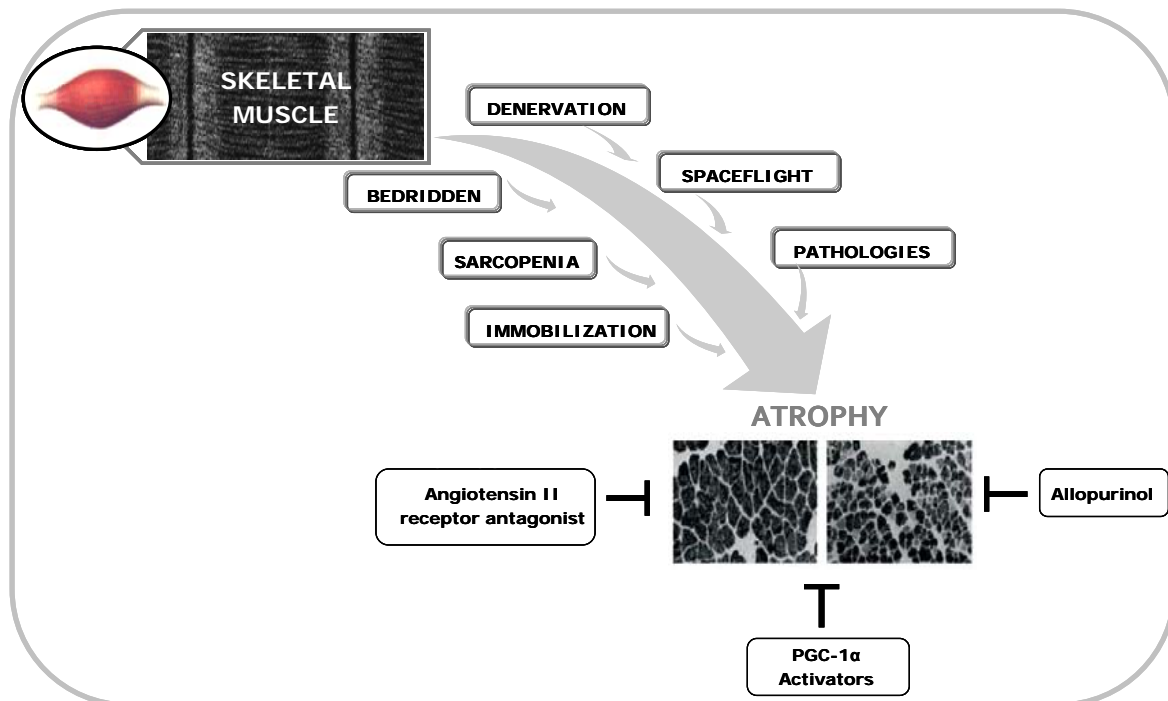 SKELETAL
MUSCLE
DENERVATION
SPACEFLIGHT
BEDRIDDEN
PATHOLOGIES
SARCOPENIA
IMMOBILIZATION
ATROPHY
Angiotensin II
receptor antagonist
Allopurinol
PGC-1α
Activators